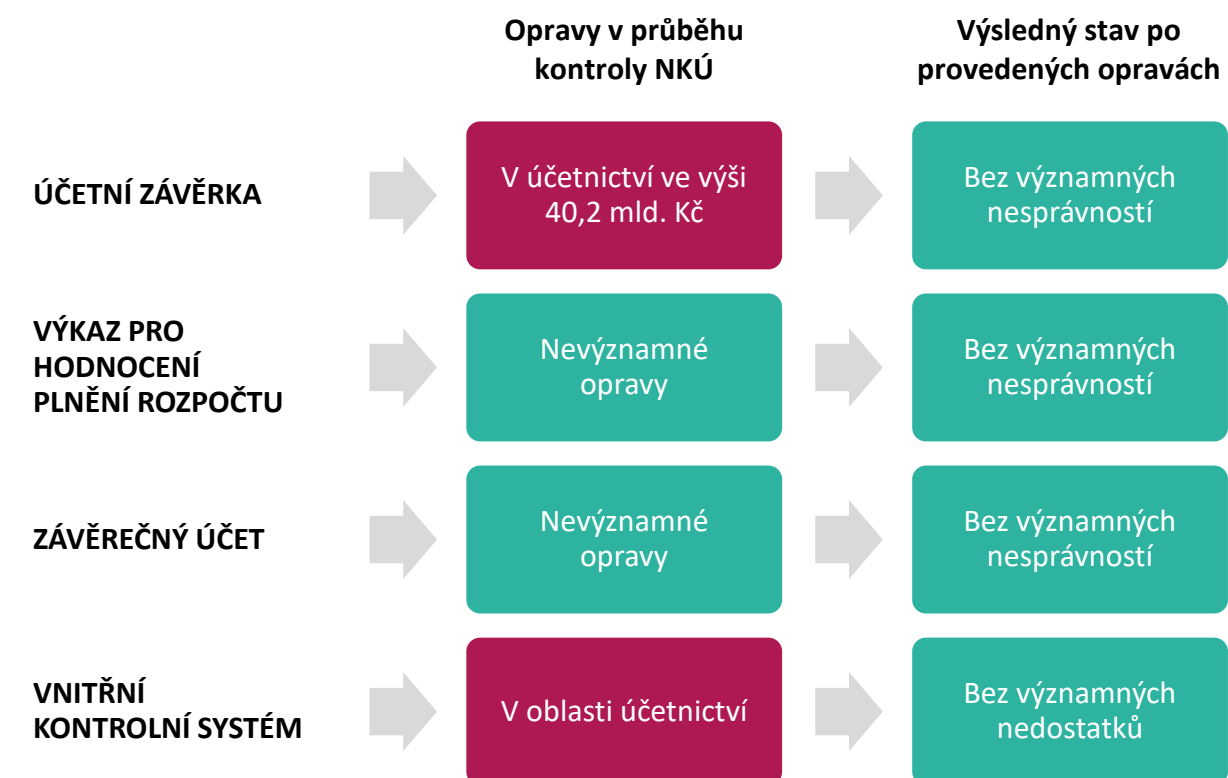 Opravy v průběhu
kontroly NKÚ
Výsledný stav po
provedených opravách
ÚČETNÍ ZÁVĚRKA
V účetnictví ve výši
40,2 mld. Kč
Bez významných
nesprávností
VÝKAZ PRO
HODNOCENÍ
PLNĚNÍ ROZPOČTU
Nevýznamné
opravy
Bez významných
nesprávností
ZÁVĚREČNÝ ÚČET
Nevýznamné
opravy
Bez významných
nesprávností
VNITŘNÍ
KONTROLNÍ SYSTÉM
V oblasti účetnictví
Bez významných
nedostatků